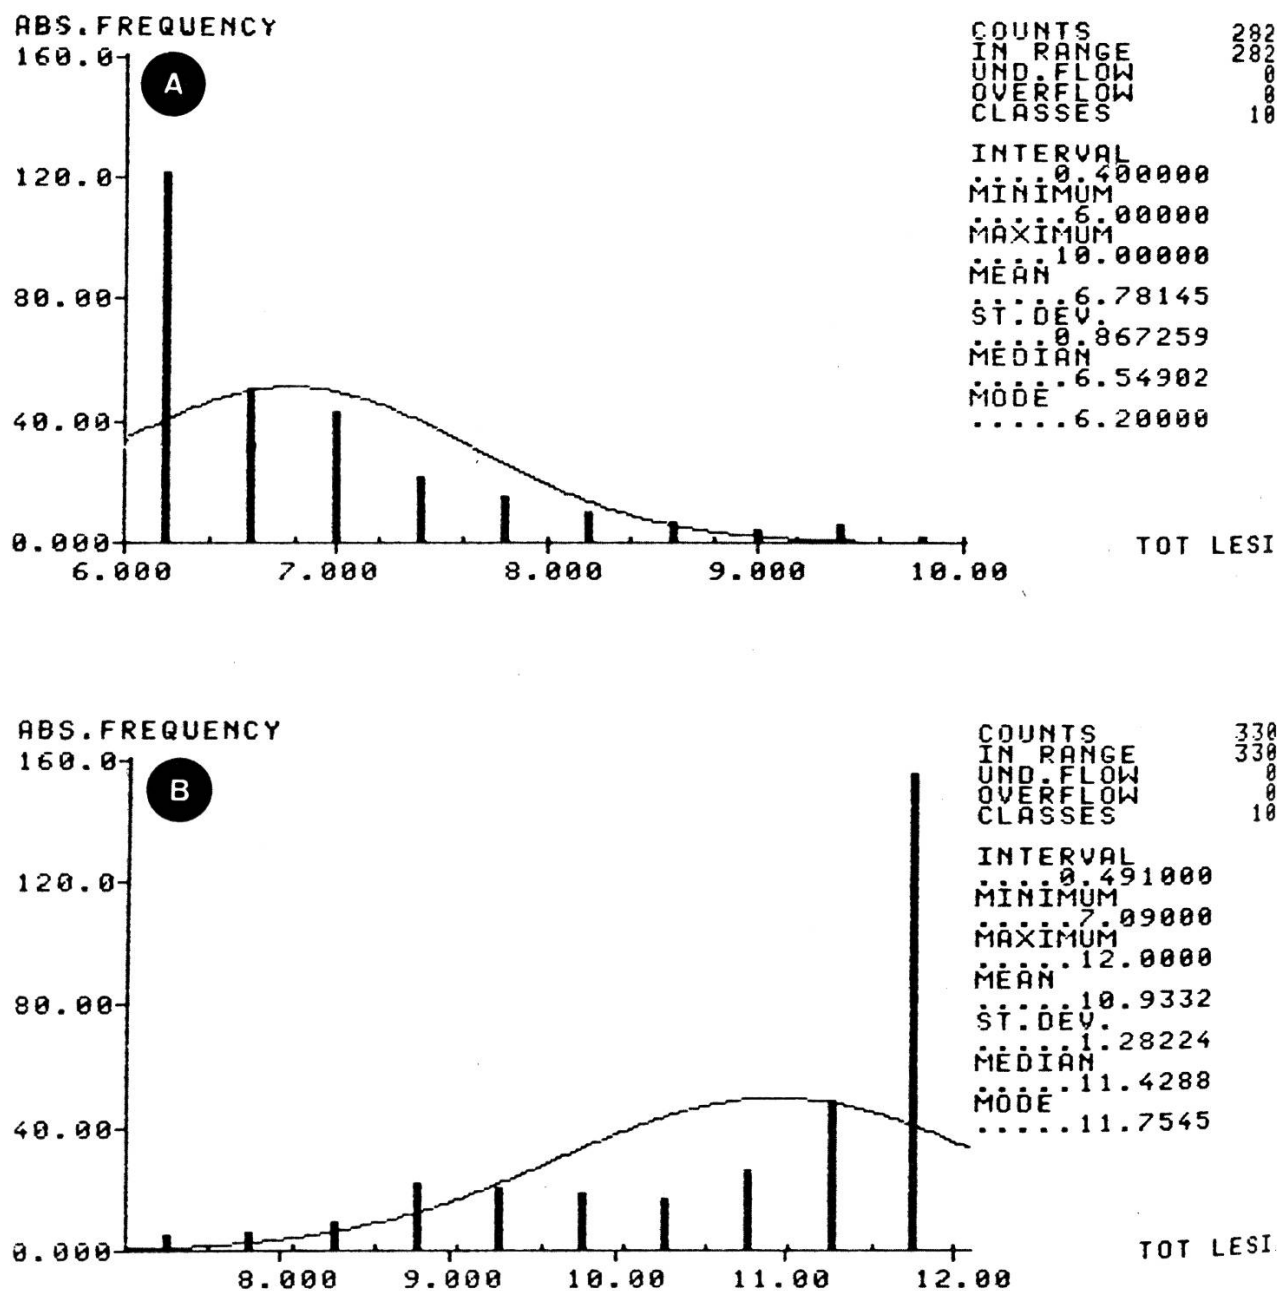 ABS.FREQUENCY
A
160.0
120.0
80.00
40.00
0.000
6.000 7.000 8.000 9.000 10.00
TOT LESI
COUNTS 282
IN RANGE 282
UND.FLOW 0
OVERFLOW 0
CLASSES 10
INTERVAL
....0.400000
MINIMUM
.....6.00000
MAXIMUM
....10.00000
MEAN
.....6.78145
ST.DEV.
....0.867259
MEDIAN
.....6.54902
MODE
.....6.20000
ABS.FREQUENCY
B
160.0
120.0
80.00
40.00
0.000
8.000 9.000 10.00 11.00 12.00
TOT LESI
COUNTS 330
IN RANGE 330
UND.FLOW 0
OVERFLOW 0
CLASSES 10
INTERVAL
....0.491000
MINIMUM
.....7.09000
MAXIMUM
.....12.0000
MEAN
.....10.9332
ST.DEV.
.....1.28224
MEDIAN
.....11.4288
MODE
.....11.7545